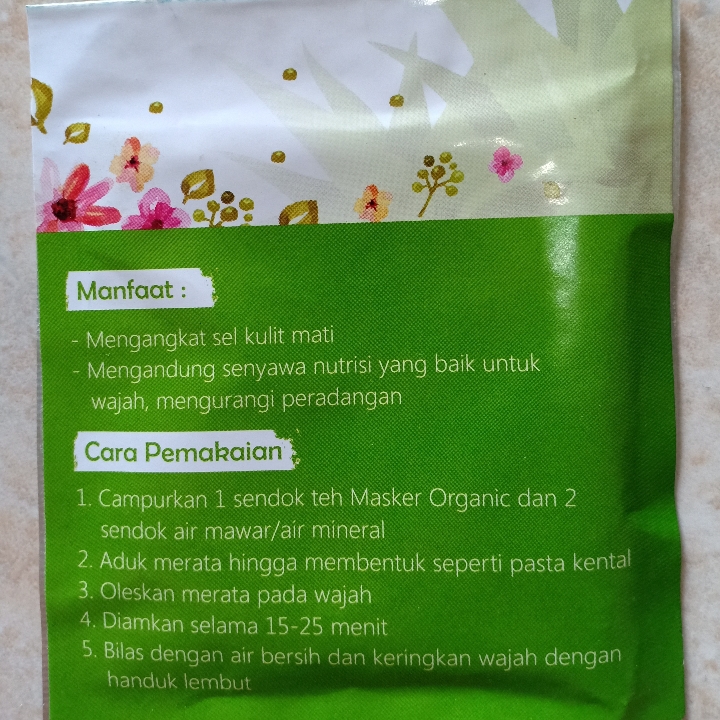 Manfaat :
- Mengangkat sel kulit mati
- Mengandung senyawa nutrisi yang baik untuk
wajah, mengurangi peradangan
Cara Pemakaian
1. Campurkan 1 sendok teh Masker Organic dan 2
sendok air mawar/air mineral
2. Aduk merata hingga membentuk seperti pasta kental
3. Oleskan merata pada wajah
4. Diamkan selama 15-25 menit
5. Bilas dengan air bersih dan keringkan wajah dengan
handuk lembut